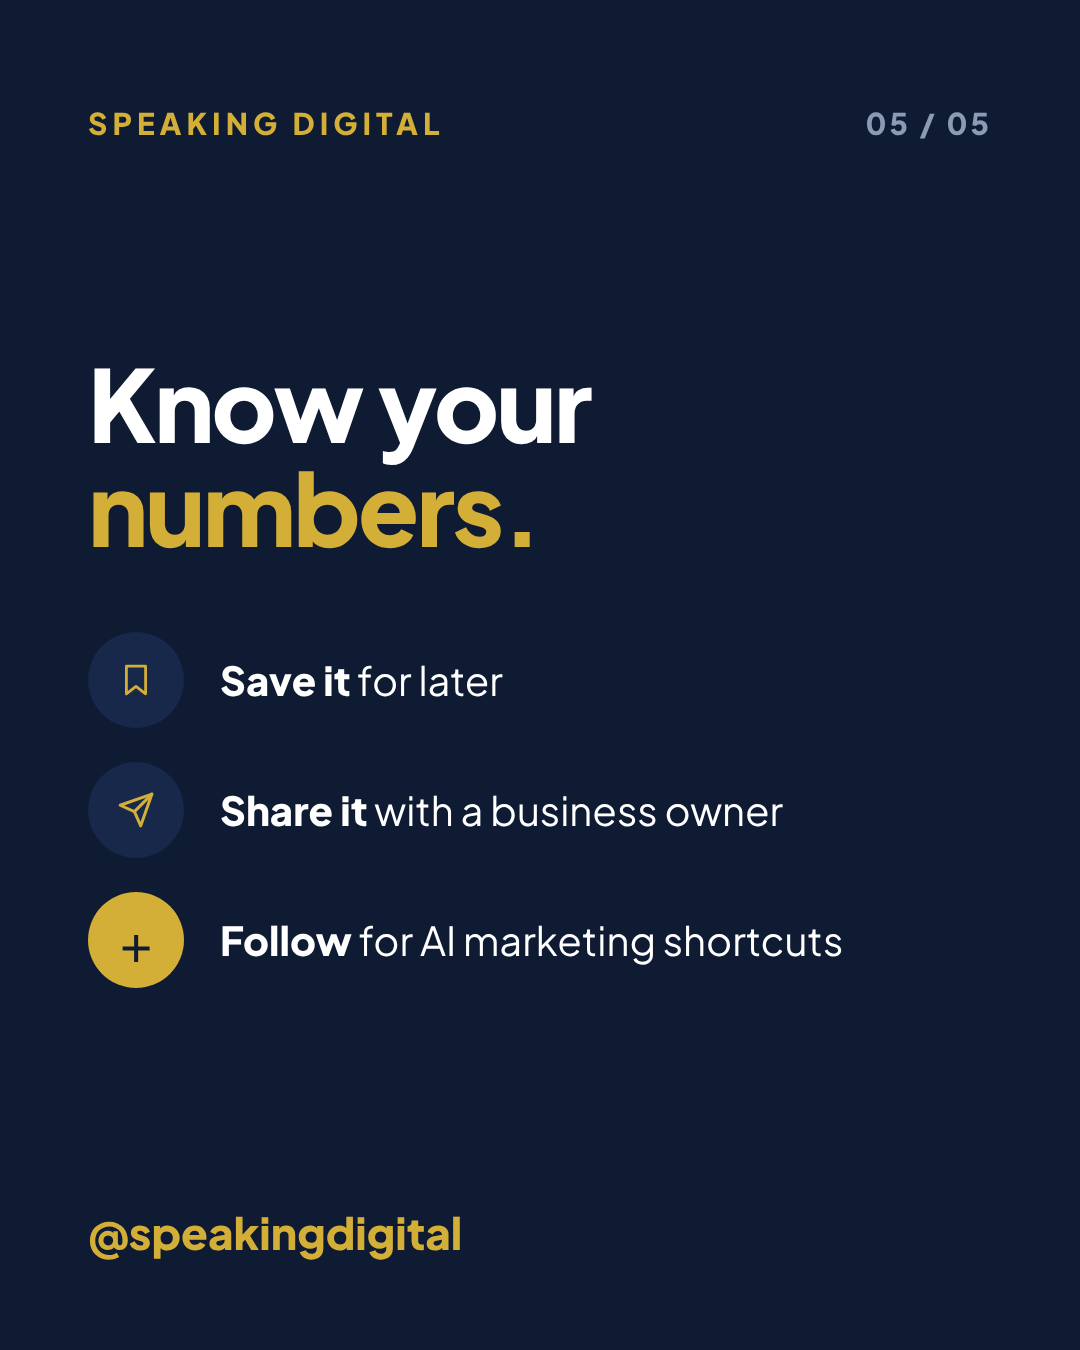 SPEAKING DIGITAL
05 / 05
Know your
numbers.
Save it for later
Share it with a business owner
+
Follow for AI marketing shortcuts
@speakingdigital